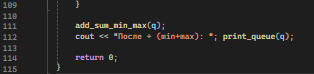 109 }
110
111 add_sum_min_max(q);
112 cout << "После + (min+max): "; print_queue(q);
113
114 return 0;
115 }